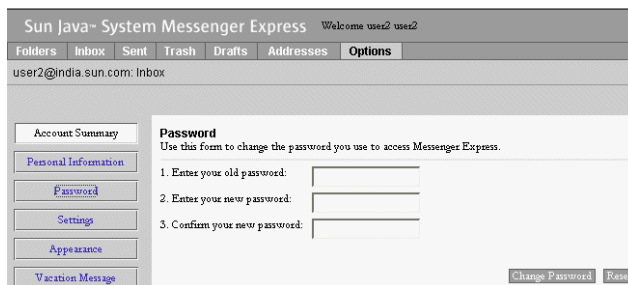 Sun Java™ System Messenger Express Welcome user2 user2
Folders Inbox Sent Trash Drafts Addresses Options
user2@india.sun.com: Inbox
Account Summary
Personal Information
Password
Settings
Appearance
Vacation Message
Password
Use this form to change the password you use to access Messenger Express.
1. Enter your old password:
2. Enter your new password:
3. Confirm your new password:
Change Password Rese